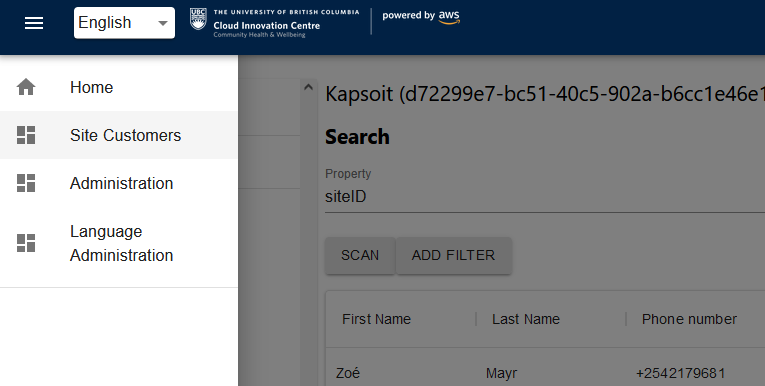 English
UBC
THE UNIVERSITY OF BRITISH COLUMBIA
Cloud Innovation Centre
Community Health & Wellbeing
powered by aws
Home
Site Customers
Administration
Language
Administration
Kapsoit (d72299e7-bc51-40c5-902a-b6cc1e46e1
Search
Property
siteID
SCAN
ADD FILTER
First Name
Last Name
Phone number
Zoé
Mayr
+2542179681